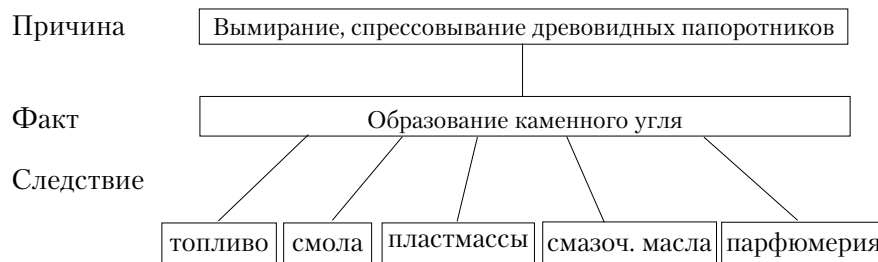 Причина
Вымирание, спрессовывание древовидных папоротников
Факт
Образование каменного угля
Следствие
топливо смола пластмассы смазоч. масла парфюмерия